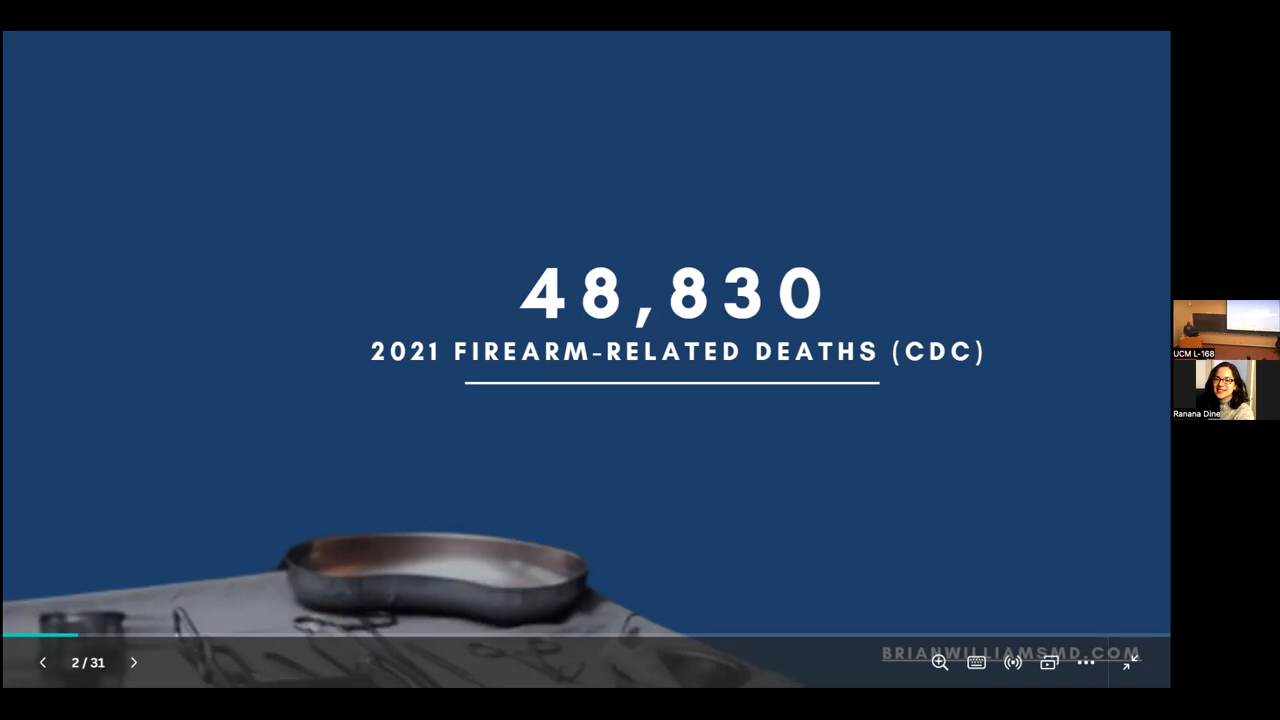 48,830
2021 FIREARM-RELATED DEATHS (CDC)
BRIANWILLIAMSMD.COM
2 / 31
UCM L-168
Ranana Dine